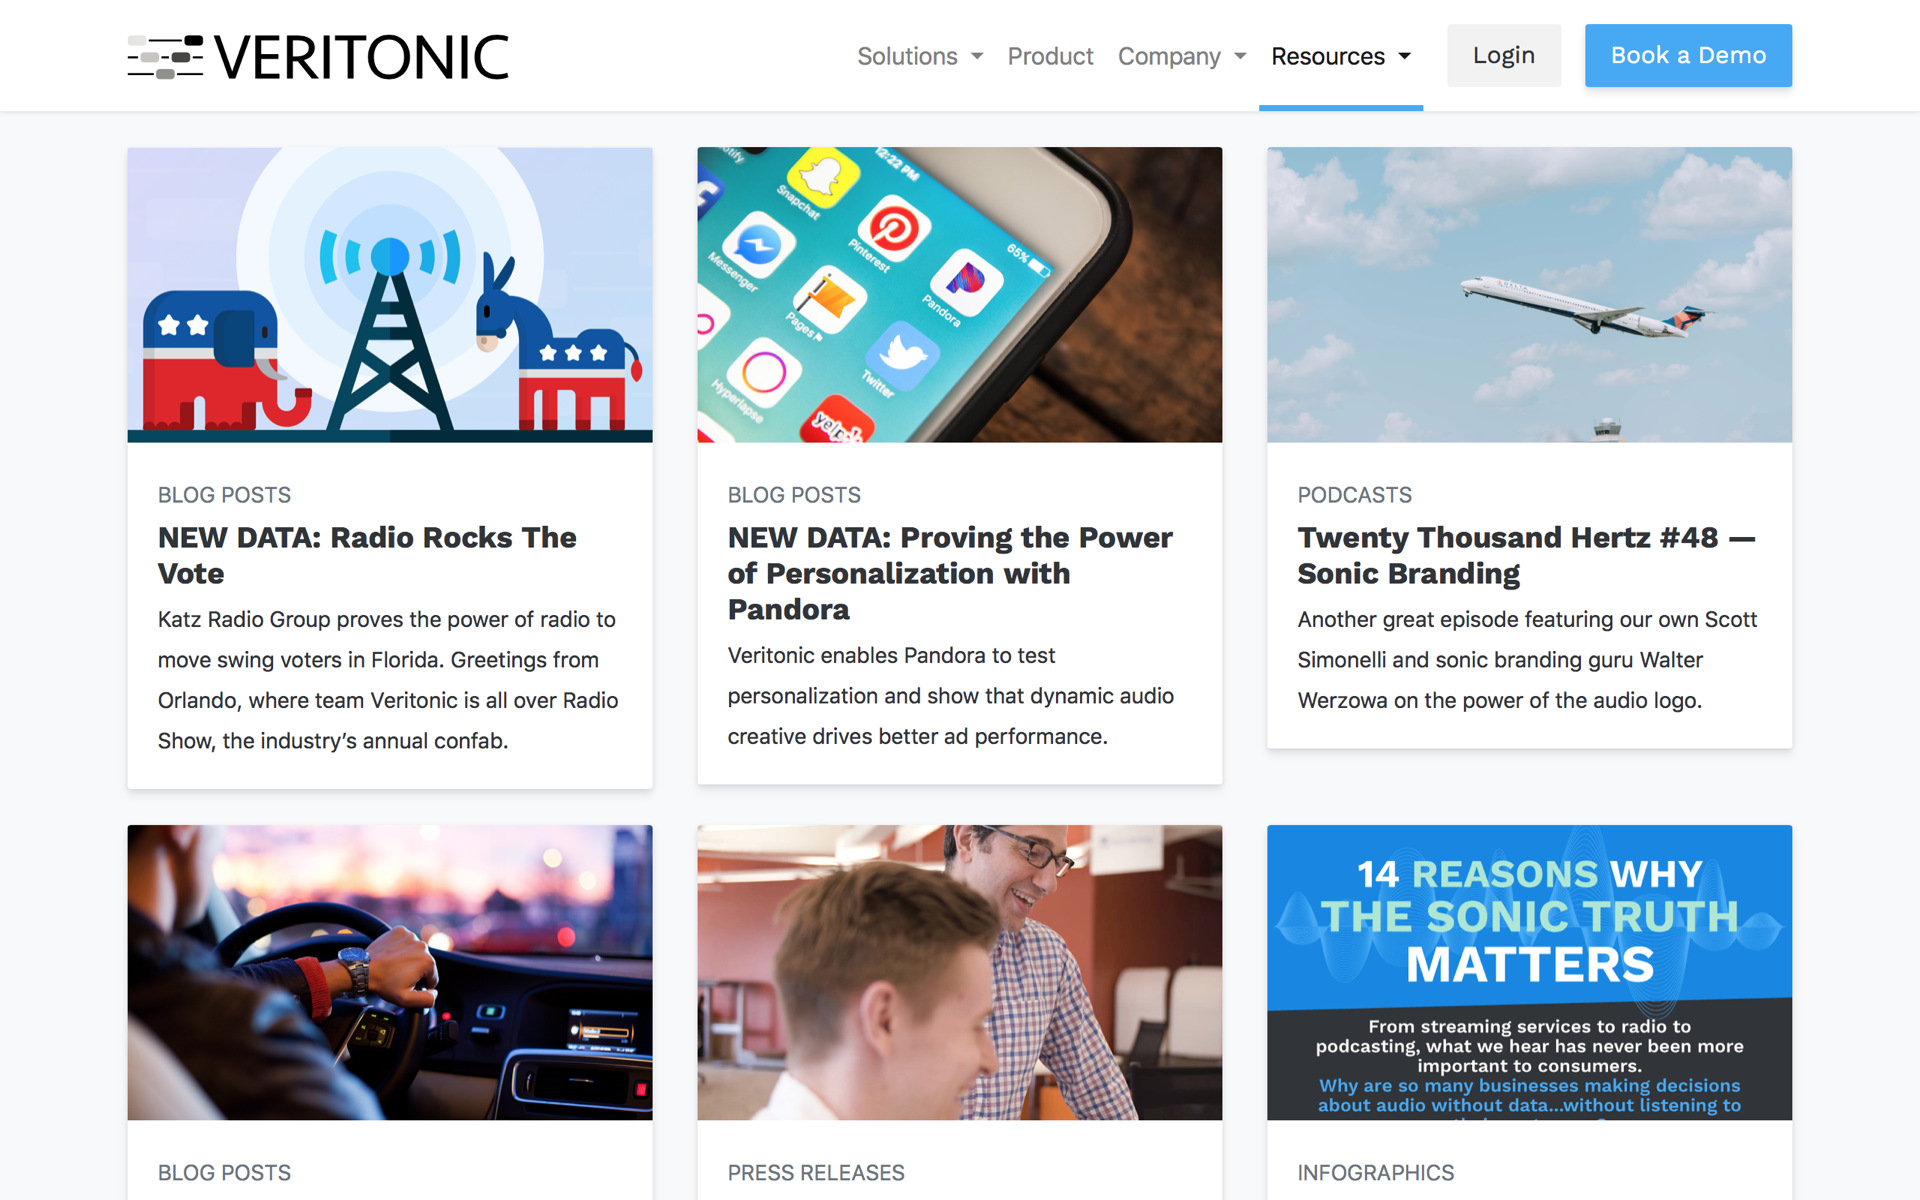 VERITONIC
Solutions
Product
Company
Resources
Login
Book a Demo
BLOG POSTS
NEW DATA: Radio Rocks The
Vote
Katz Radio Group proves the power of radio to
move swing voters in Florida. Greetings from
Orlando, where team Veritonic is all over Radio
Show, the industry’s annual confab.
12:22 PM
Snapchat
Pinterest
65%
Messenger
Pandora
Pages
Twitter
Hyperlapse
yelp
BLOG POSTS
NEW DATA: Proving the Power
of Personalization with
Pandora
Veritonic enables Pandora to test
personalization and show that dynamic audio
creative drives better ad performance.
DELTA
PODCASTS
Twenty Thousand Hertz #48 —
Sonic Branding
Another great episode featuring our own Scott
Simonelli and sonic branding guru Walter
Werzowa on the power of the audio logo.
BLOG POSTS
PRESS RELEASES
14 REASONS WHY
THE SONIC TRUTH
MATTERS
From streaming services to radio to
podcasting, what we hear has never been more
important to consumers.
Why are so many businesses making decisions
about audio without data...without listening to
INFOGRAPHICS